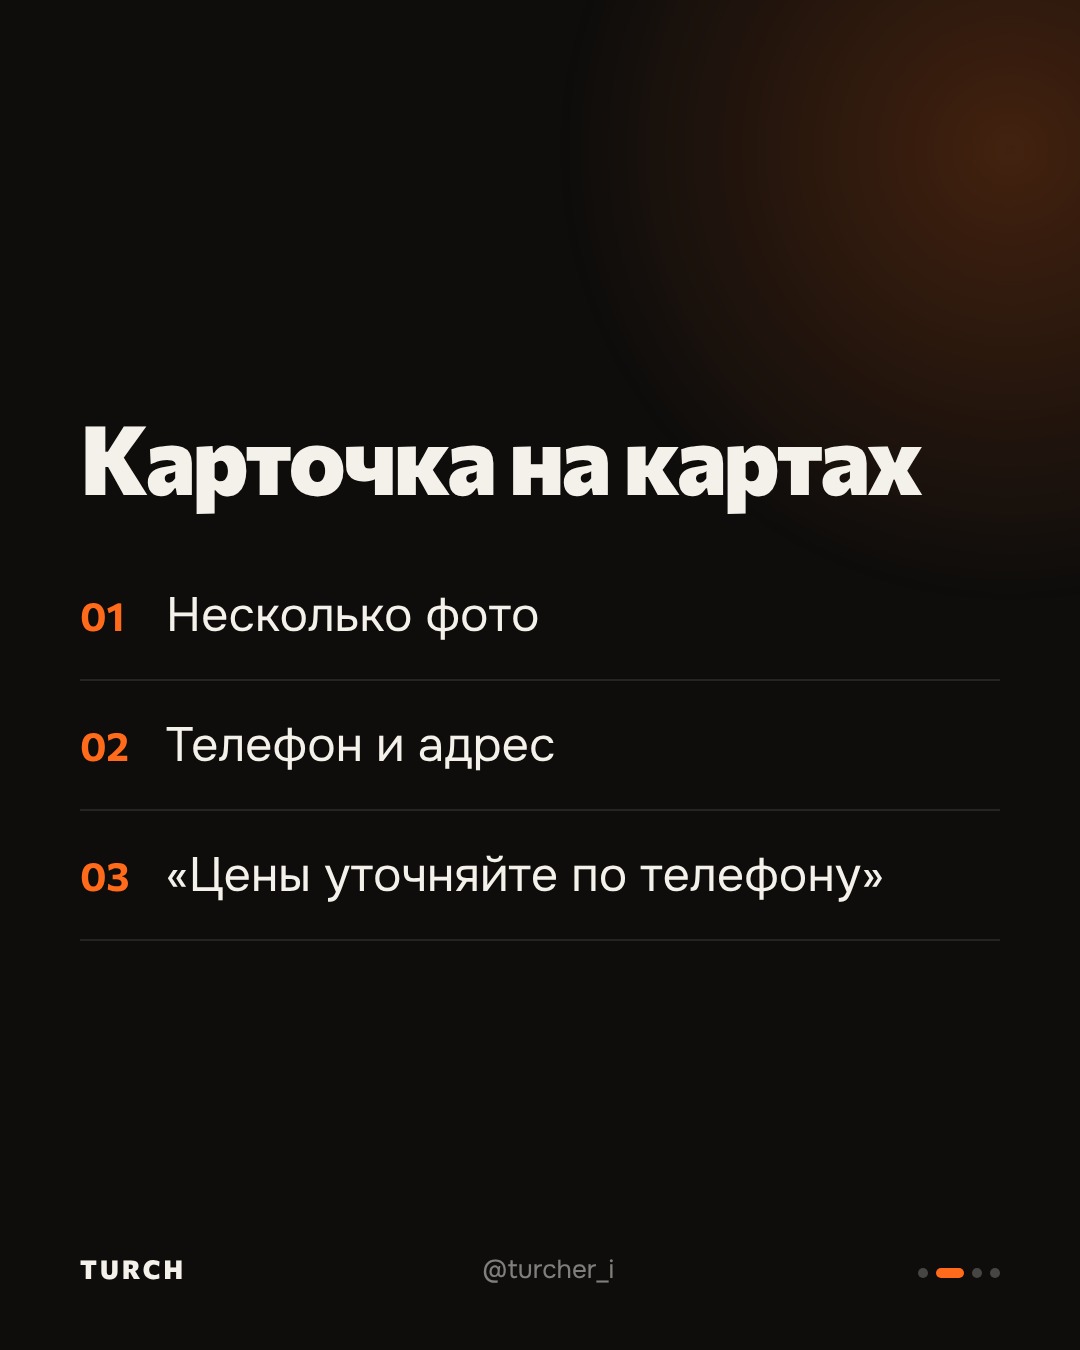 Карточка на картах
01 Несколько фото
02 Телефон и адрес
03 «Цены уточняйте по телефону»
TURCH @turcher_i